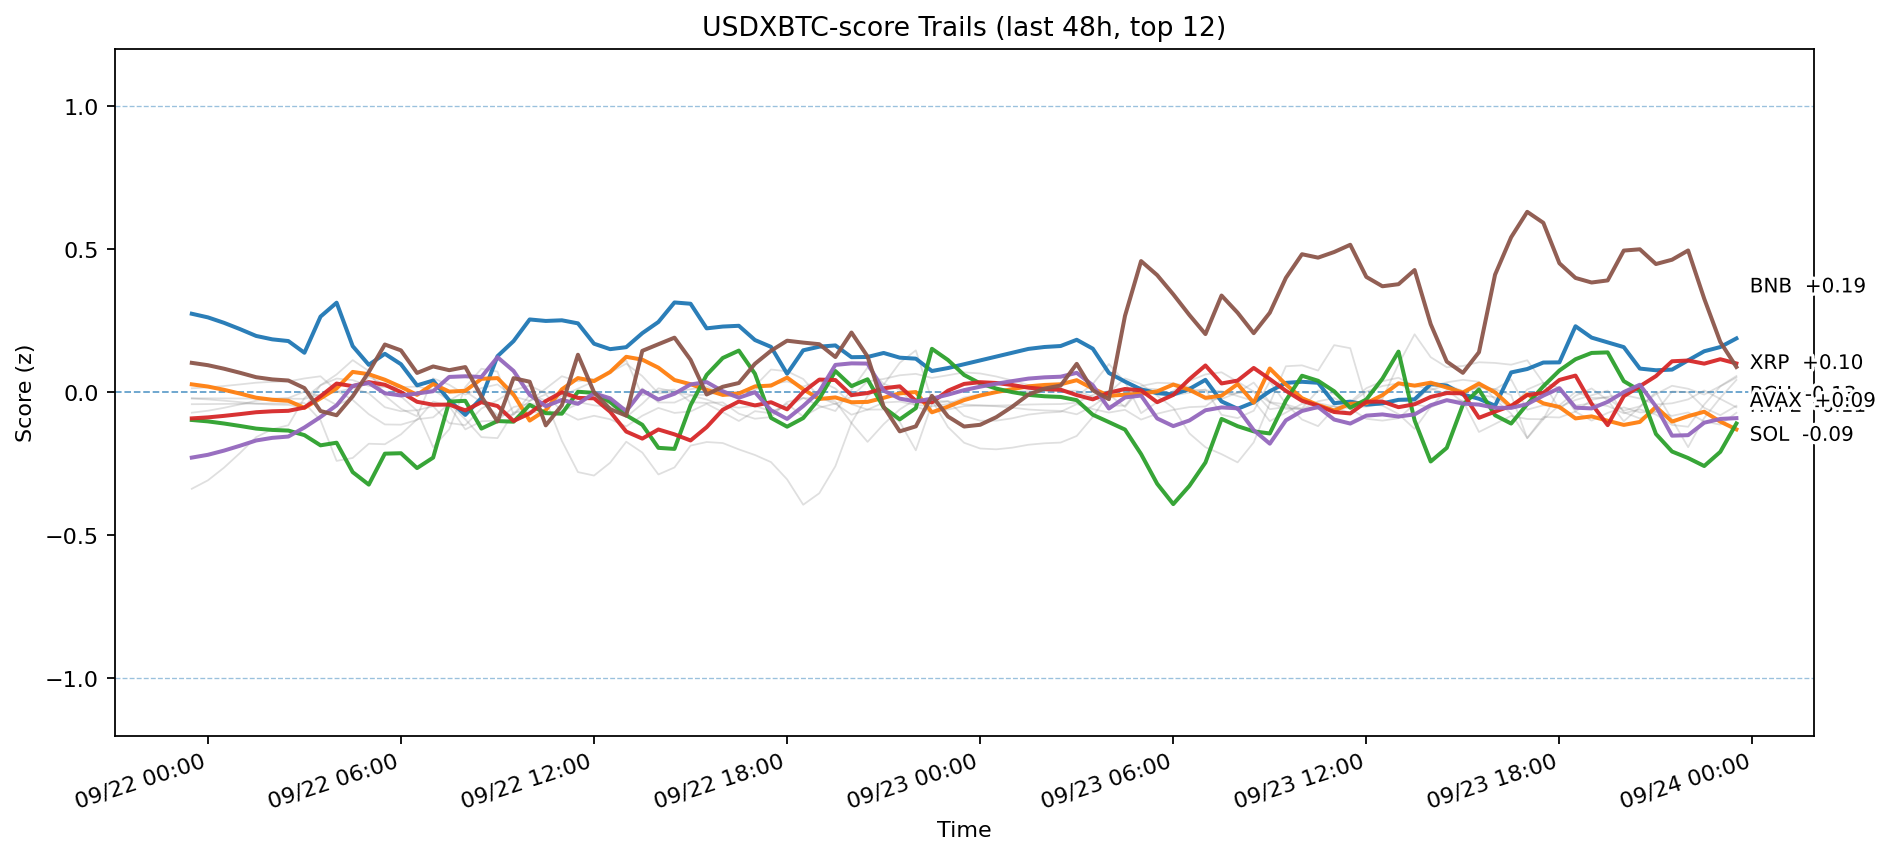 USDXBTC-score Trails (last 48h, top 12)
Score (z)
1.0
0.5
0.0
−0.5
−1.0
BNB +0.19
XRP +0.10
AVAX +0.09
SOL -0.09
09/22 00:00
09/22 06:00
09/22 12:00
09/22 18:00
09/23 00:00
09/23 06:00
09/23 12:00
09/23 18:00
09/24 00:00
Time